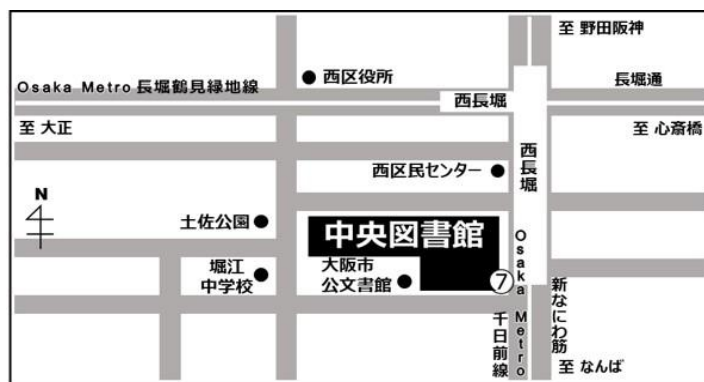 至 野田阪神
西区役所
長堀通
Osaka Metro 長堀鶴見緑地線
西長堀
至 大正
至 心斎橋
西長堀
西区民センター
N
土佐公園
中央図書館
堀江
中学校
大阪市
公文書館
⑦
Osaka Metro
千日前線
新なにわ筋
至 なんば